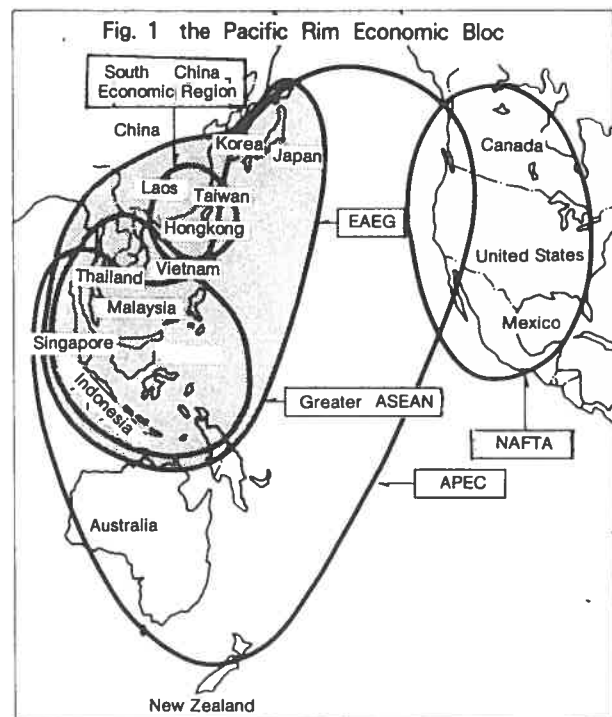 Fig. 1 the Pacific Rim Economic Bloc
South China
Economic Region
China
Korea
Japan
Canada
Laos
Taiwan
Hongkong
EAEG
Vietnam
United States
Thailand
Malaysia
Mexico
Singapore
Indonesia
Greater ASEAN
NAFTA
APEC
Australia
New Zealand